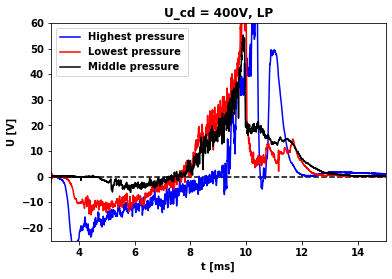 U_cd = 400V, LP
Highest pressure
Lowest pressure
Middle pressure
60
50
40
30
20
10
0
−10
−20
U [V]
4 6 8 10 12 14
t [ms]